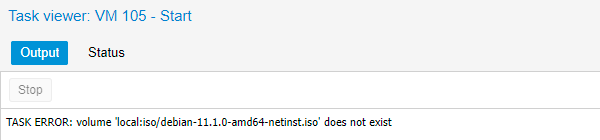 Task viewer: VM 105 - Start
Output Status
Stop
TASK ERROR: volume 'local:iso/debian-11.1.0-amd64-netinst.iso' does not exist